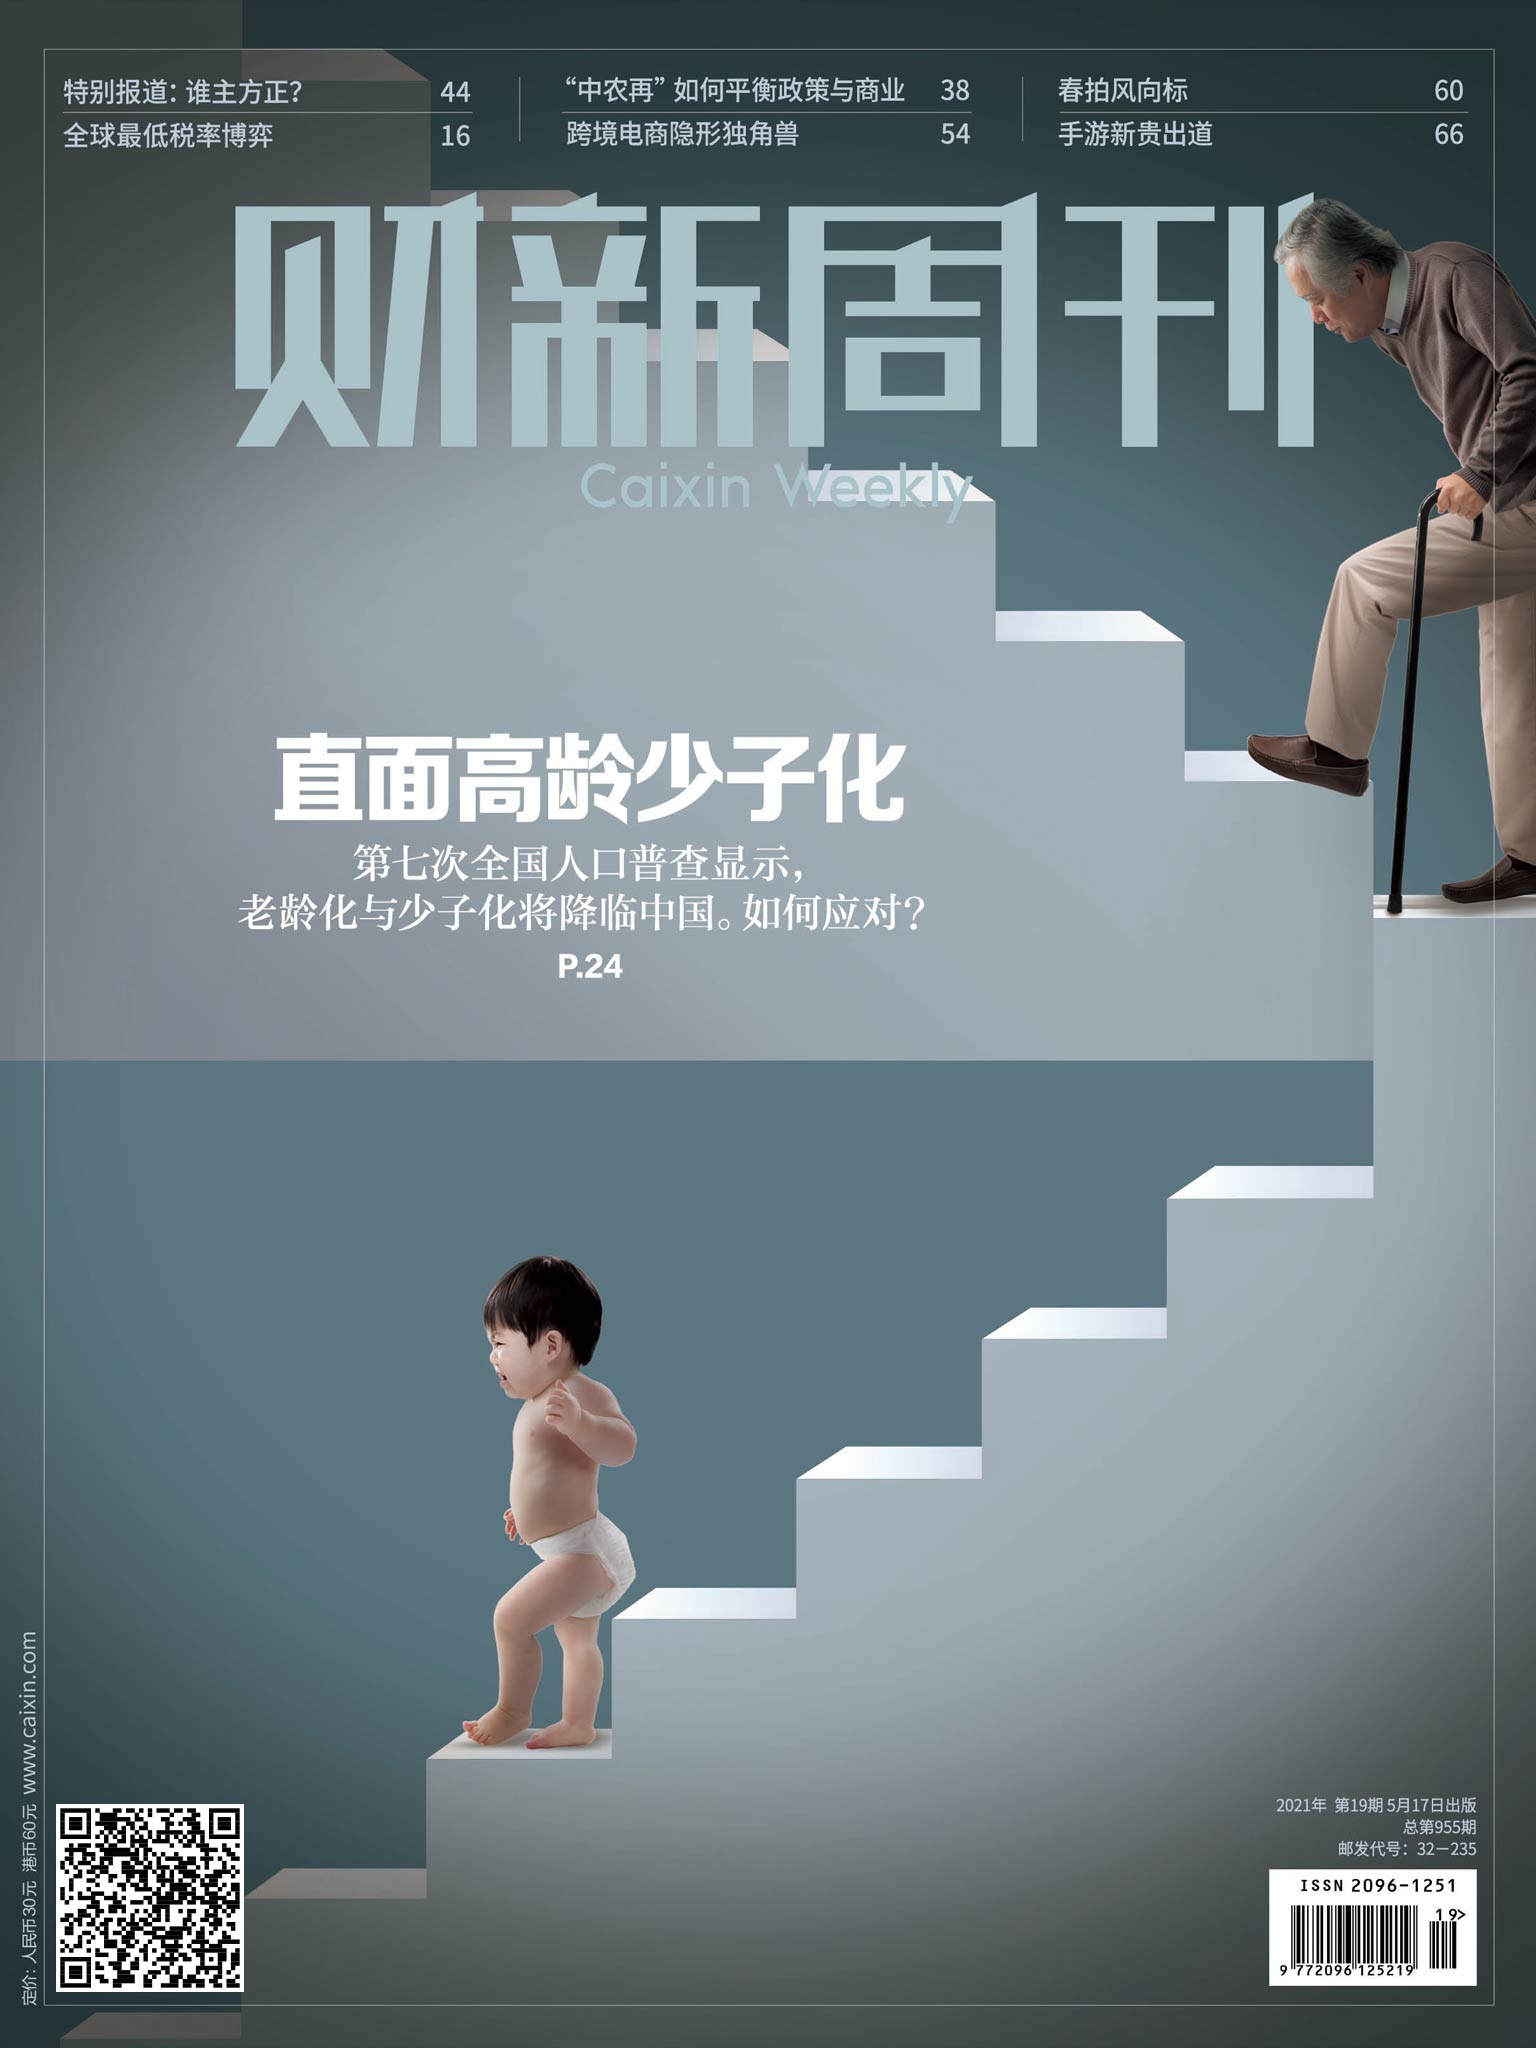 特别报道：谁主方正？ 44
全球最低税率博弈 16
“中农再”如何平衡政策与商业 38
跨境电商隐形独角兽 54
春拍风向标 60
手游新贵出道 66
财新周刊
Caixin Weekly
直面高龄少子化
第七次全国人口普查显示，
老龄化与少子化将降临中国。如何应对？
P.24
定价：人民币30元 港币60元 www.caixin.com
2021年 第19期 5月17日出版
总第955期
邮发代号：32－235
ISSN 2096-1251
19>
9 772096 125219